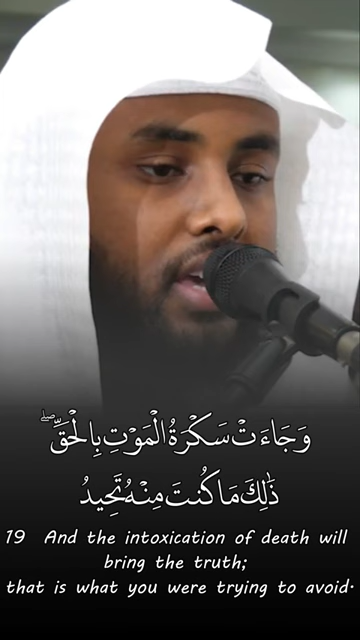 وَجَاءَتْ سَكْرَةُ الْمَوْتِ بِالْحَقِّ ۖ
ذَٰلِكَ مَا كُنتَ مِنْهُ تَحِيدُ
19 And the intoxication of death will
bring the truth;
that is what you were trying to avoid.